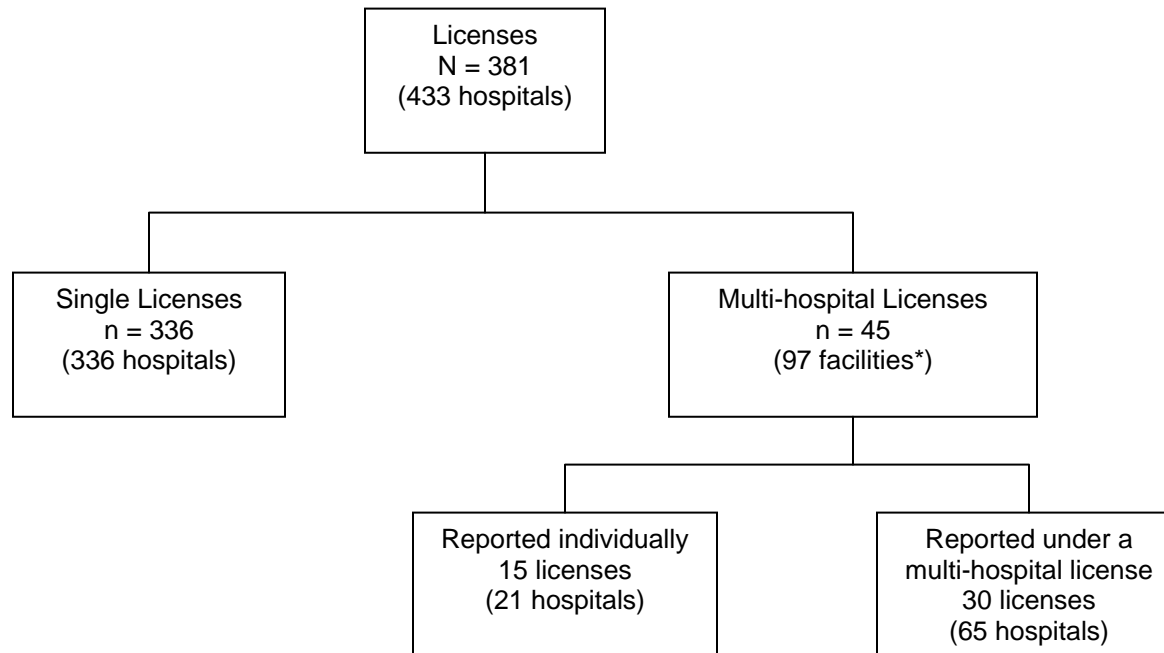 Licenses
N = 381
(433 hospitals)
Single Licenses
n = 336
(336 hospitals)
Multi-hospital Licenses
n = 45
(97 facilities*)
Reported individually
15 licenses
(21 hospitals)
Reported under a
multi-hospital license
30 licenses
(65 hospitals)